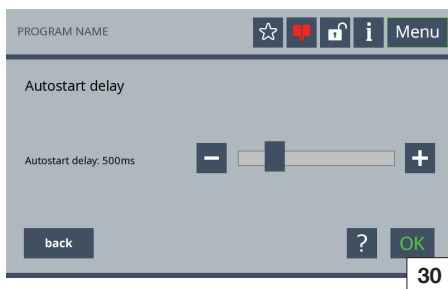 PROGRAM NAME
i Menu
Autostart delay
Autostart delay: 500ms
back ? OK
30